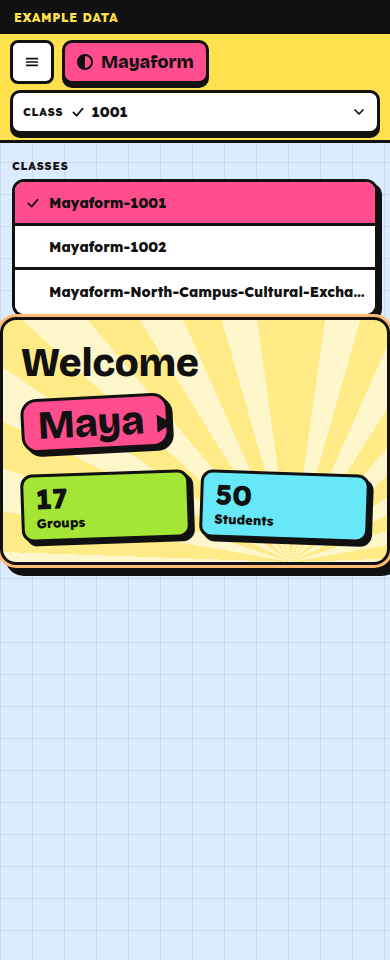 EXAMPLE DATA
Mayaform
CLASS 1001
CLASSES
Mayaform-1001
Mayaform-1002
Mayaform-North-Campus-Cultural-Excha...
Welcome
Maya
17
Groups
50
Students